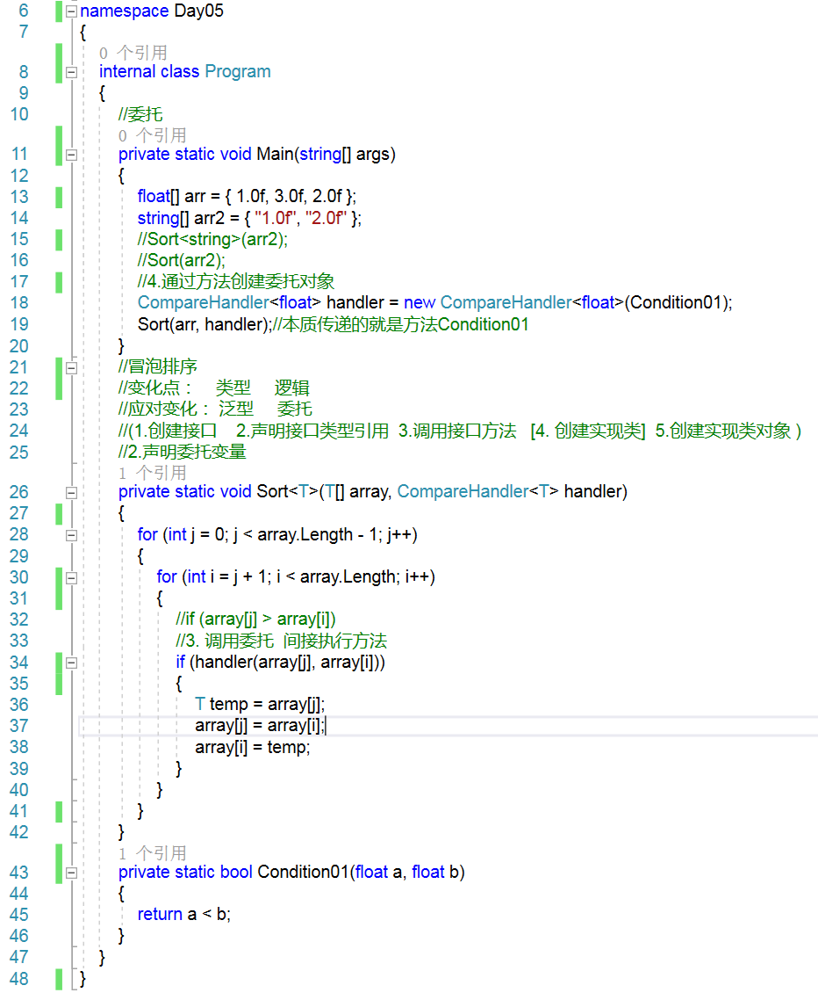 6 namespace Day05
7 {
0 个引用
8 internal class Program
9 {
10 //委托
0 个引用
11 private static void Main(string[] args)
12 {
13 float[] arr = { 1.0f, 3.0f, 2.0f };
14 string[] arr2 = { "1.0f", "2.0f" };
15 //Sort<string>(arr2);
16 //Sort(arr2);
17 //4.通过方法创建委托对象
18 CompareHandler<float> handler = new CompareHandler<float>(Condition01);
19 Sort(arr, handler);//本质传递的就是方法Condition01
20 }
21 //冒泡排序
22 //变化点： 类型 逻辑
23 //应对变化： 泛型 委托
24 //(1.创建接口 2.声明接口类型引用 3.调用接口方法 [4. 创建实现类] 5.创建实现类对象 )
25 //2.声明委托变量
1 个引用
26 private static void Sort<T>(T[] array, CompareHandler<T> handler)
27 {
28 for (int j = 0; j < array.Length - 1; j++)
29 {
30 for (int i = j + 1; i < array.Length; i++)
31 {
32 //if (array[j] > array[i])
33 //3. 调用委托 间接执行方法
34 if (handler(array[j], array[i]))
35 {
36 T temp = array[j];
37 array[j] = array[i];
38 array[i] = temp;
39 }
40 }
41 }
42 }
1 个引用
43 private static bool Condition01(float a, float b)
44 {
45 return a < b;
46 }
47 }
48 }